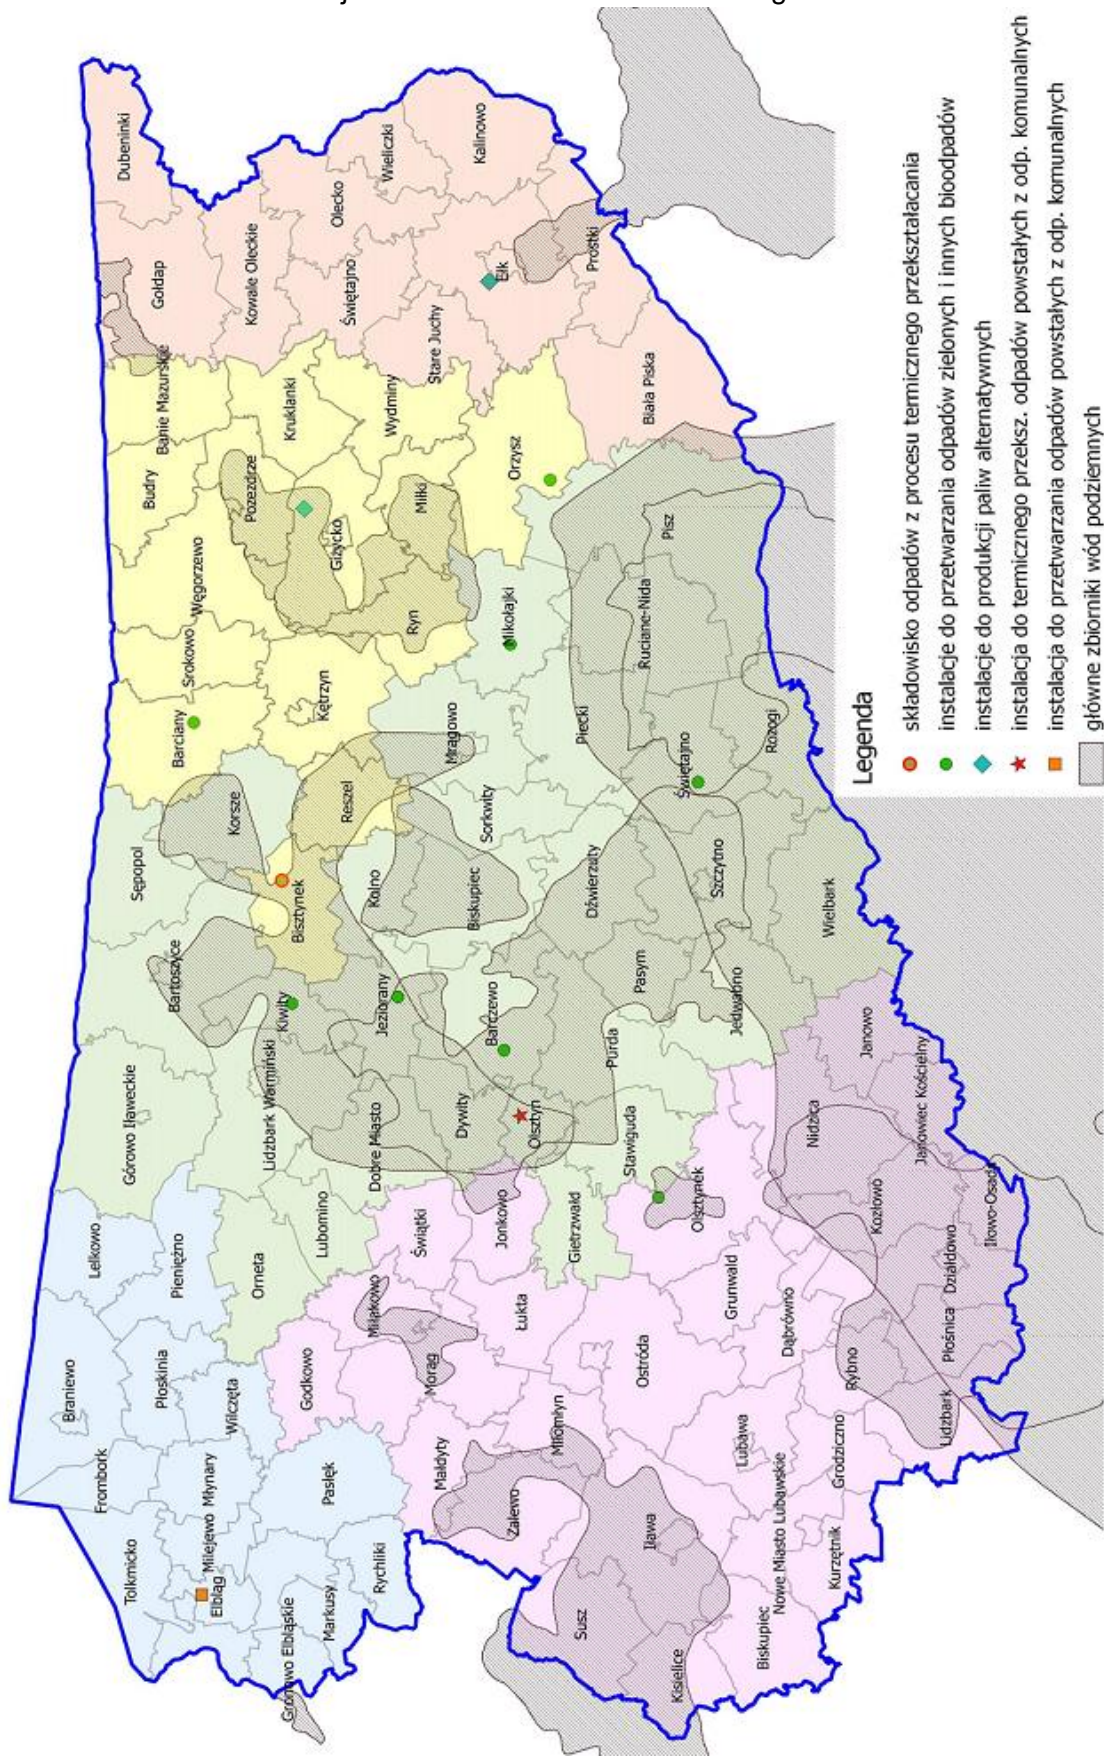 Braniewo
Lelkowo
Frombork
Górowo Iławeckie
Sępopol
Dubeninki
Tolkmicko
Płoskinia
Pieniężno
Bartoszyce
Barciany
Srokowo
Węgorzewo
Budry
Banie Mazurskie
Gołdap
Milejewo
Młynary
Elbląg
Wilczęta
Orneta
Lidzbark Warmiński
Kiwity
Bisztynek
Korsze
Kętrzyn
Pozezdrze
Kruklanki
Kowale Oleckie
Gronowo Elbląskie
Markusy
Pasłęk
Godkowo
Lubomino
Dobre Miasto
Jeziorany
Kolno
Reszel
Giżycko
Wydminy
Świętajno
Olecko
Wieliczki
Rychliki
Małdyty
Morąg
Miłakowo
Świątki
Dywity
Barczewo
Biskupiec
Sorkwity
Mrągowo
Ryn
Miłki
Stare Juchy
Kalinowo
Zalewo
Miłomłyn
Łukta
Jonkowo
Olsztyn
Mikołajki
Orzysz
Ełk
Prostki
Susz
Iława
Ostróda
Gietrzwałd
Stawiguda
Purda
Pasym
Dźwierzuty
Piecki
Ruciane-Nida
Pisz
Biała Piska
Kisielice
Lubawa
Grunwald
Olsztynek
Jedwabno
Szczytno
Świętajno
Rozogi
Biskupiec
Nowe Miasto Lubawskie
Kurzętnik
Grodziczno
Dąbrówno
Rybno
Kozłowo
Nidzica
Janowo
Wielbark
Lidzbark
Płośnica
Działdowo
Iłowo-Osada
Janowiec Kościelny
Legenda
składowisko odpadów z procesu termicznego przekształacania
instalacje do przetwarzania odpadów zielonych i innych bioodpadów
instalacje do produkcji paliw alternatywnych
instalacja do termicznego przeksz. odpadów powstałych z odp. komunalnych
instalacja do przetwarzania odpadów powstałych z odp. komunalnych
główne zbiorniki wód podziemnych